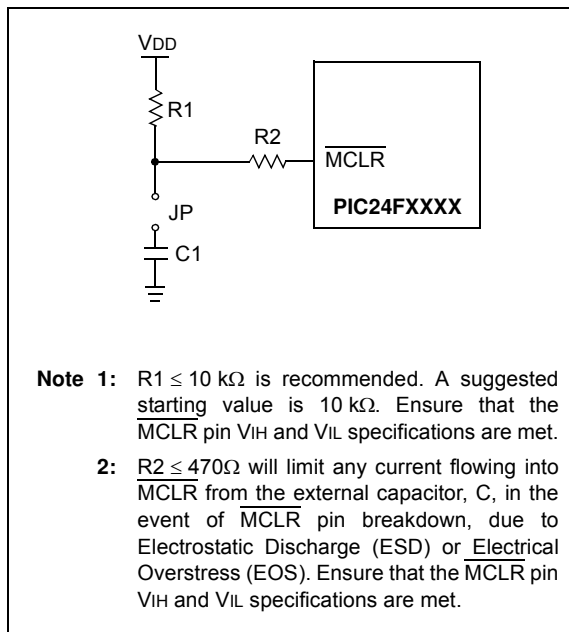 VDD
R1
R2
MCLR
JP
PIC24FXXXX
C1
Note 1: R1 ≤ 10 kΩ is recommended. A suggested
starting value is 10 kΩ. Ensure that the
MCLR pin VIH and VIL specifications are met.
2: R2 ≤ 470Ω will limit any current flowing into
MCLR from the external capacitor, C, in the
event of MCLR pin breakdown, due to
Electrostatic Discharge (ESD) or Electrical
Overstress (EOS). Ensure that the MCLR pin
VIH and VIL specifications are met.